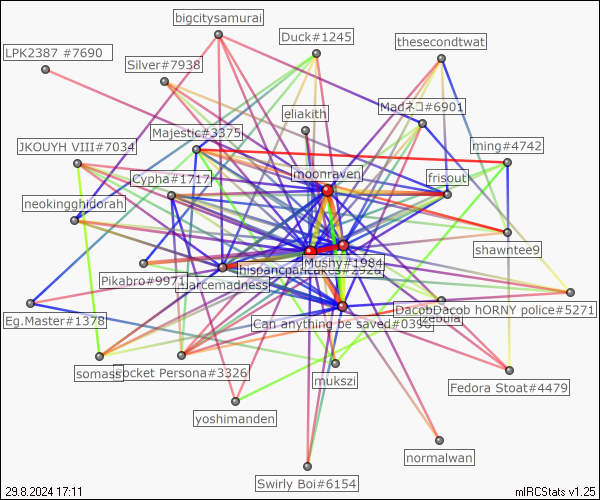 bigcitysamurai
Duck#1245
thesecondtwat
LPK2387 #7690
Silver#7938
Madネコ#6901
eliakith
Majestic#3375
JKOUYH VIII#7034
ming#4742
moonraven
Cypha#1717
frisout
neokingghidorah
shawntee9
Mushy#1984
hispancpancakes#2926
Pikabro#9971
larcemadness
DacobDacob hORNY police#5271
Eg.Master#1378
Can anything be saved#0396
zebula
somass
ocket Persona#3326
mukszi
Fedora Stoat#4479
yoshimanden
normalwan
Swirly Boi#6154
29.8.2024 17:11
mIRCStats v1.25